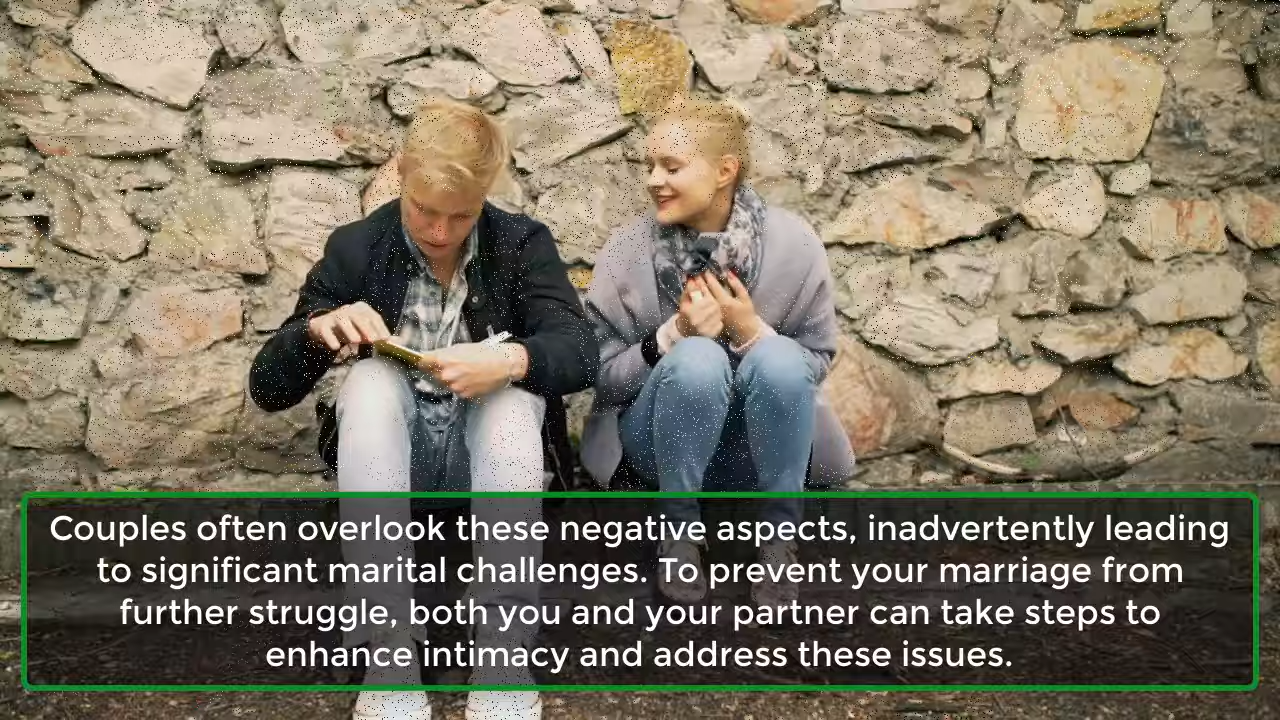 Couples often overlook these negative aspects, inadvertently leading
to significant marital challenges. To prevent your marriage from
further struggle, both you and your partner can take steps to
enhance intimacy and address these issues.